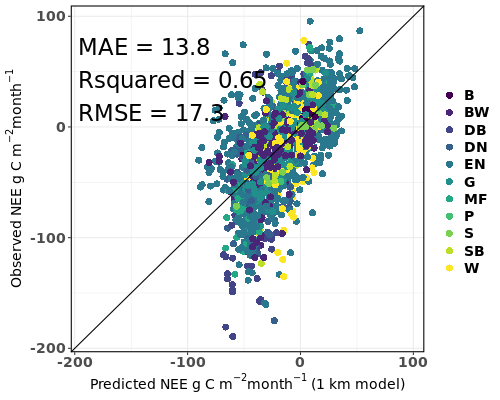 100
0
-100
-200
Observed NEE g C m⁻²month⁻¹
MAE = 13.8
Rsquared = 0.65
RMSE = 17.3
-200 -100 0 100
Predicted NEE g C m⁻²month⁻¹ (1 km model)
B
BW
DB
DN
EN
G
MF
P
S
SB
W